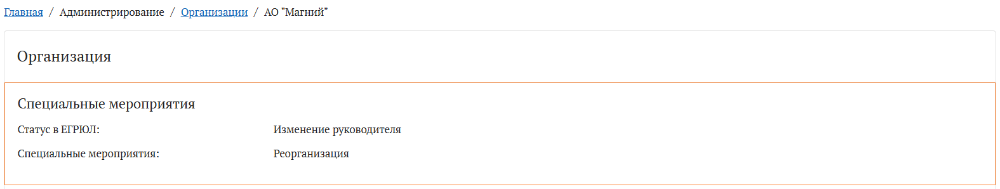 Главная / Администрирование / Организации / АО "Магний"
Организация
Специальные мероприятия
Статус в ЕГРЮЛ: Изменение руководителя
Специальные мероприятия: Реорганизация